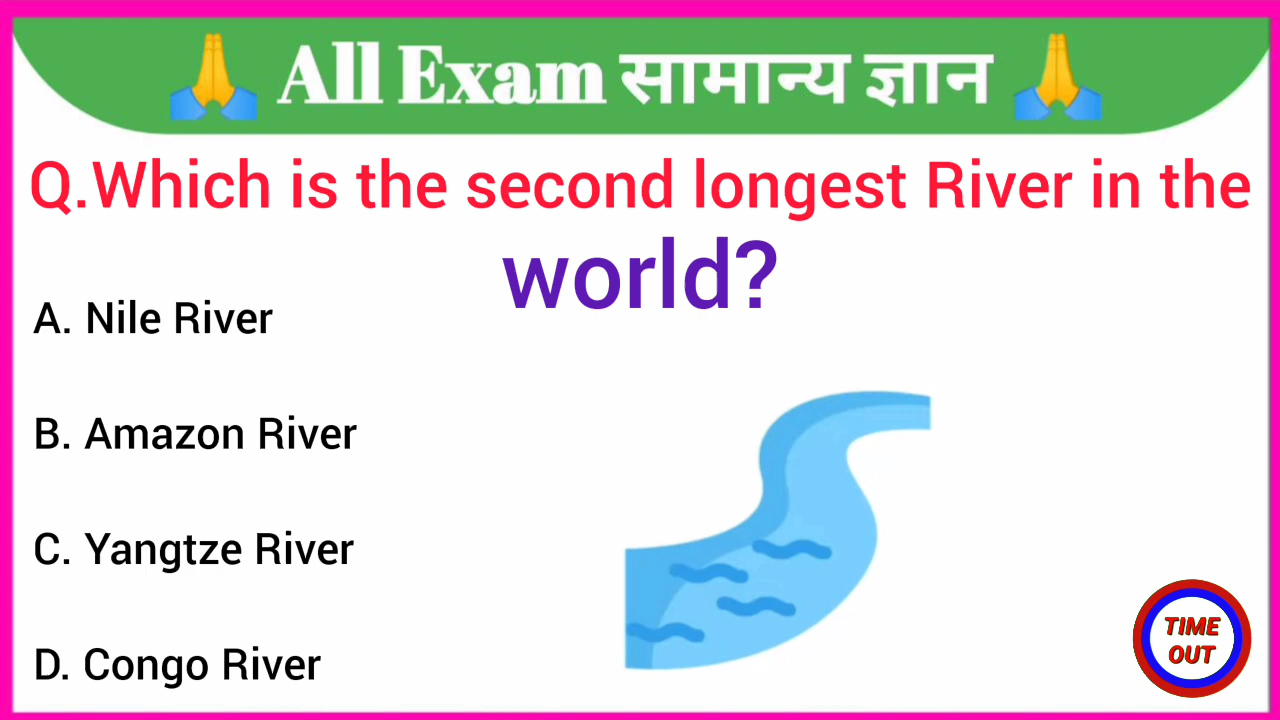 🙏 All Exam सामान्य ज्ञान 🙏
Q.Which is the second longest River in the
world?
A. Nile River
B. Amazon River
C. Yangtze River
D. Congo River
TIME
OUT